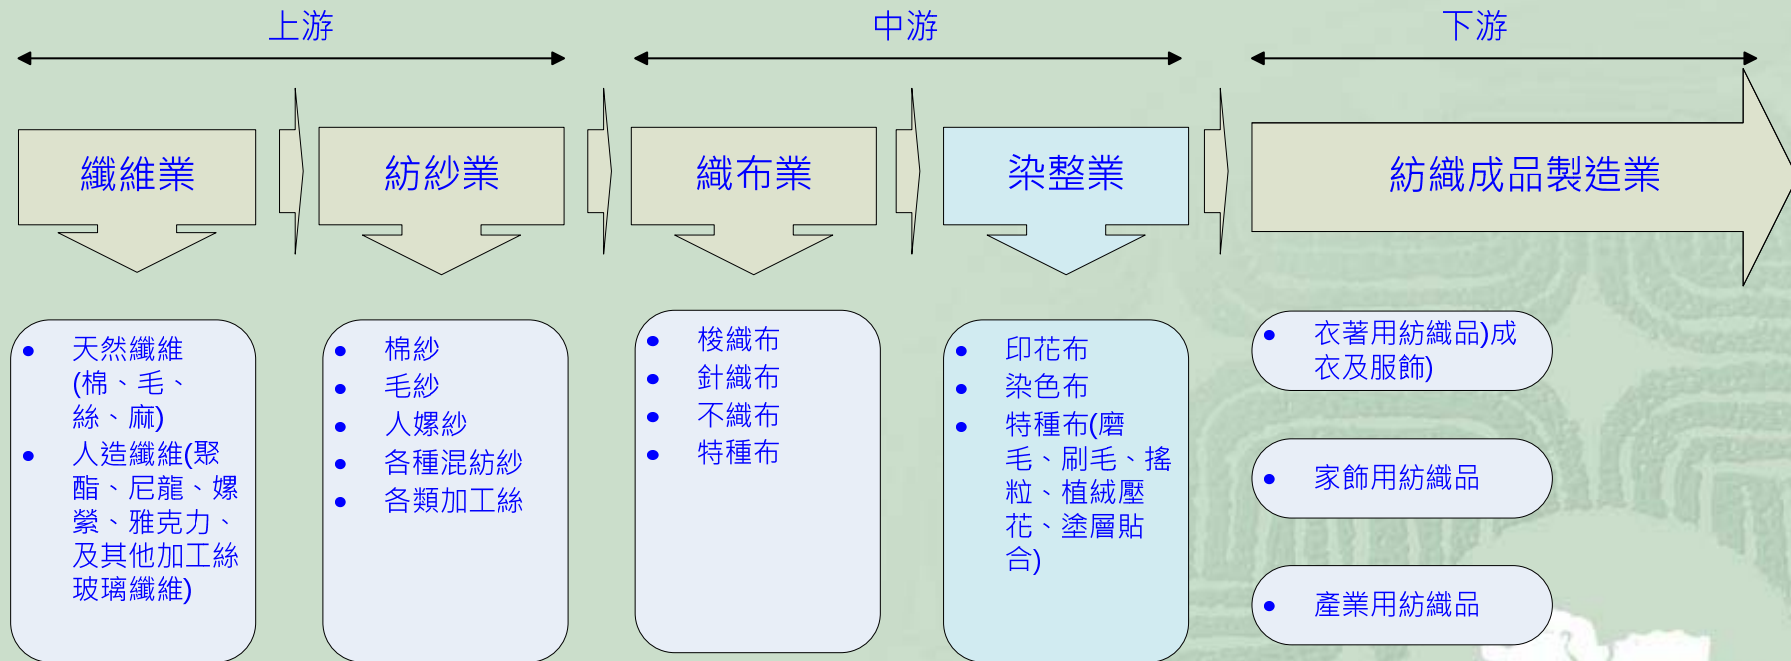 上游
中游
下游
纖維業
紡紗業
織布業
染整業
紡織成品製造業
• 天然纖維
(棉、毛、
絲、麻)
• 人造纖維(聚
酯、尼龍、嫘
縈、雅克力、
及其他加工絲
玻璃纖維)
• 棉紗
• 毛紗
• 人嫘紗
• 各種混紡紗
• 各類加工絲
• 梭織布
• 針織布
• 不織布
• 特種布
• 印花布
• 染色布
• 特種布(磨
毛、刷毛、搖
粒、植絨壓
花、塗層貼
合)
• 衣著用紡織品)成
衣及服飾)
• 家飾用紡織品
• 產業用紡織品